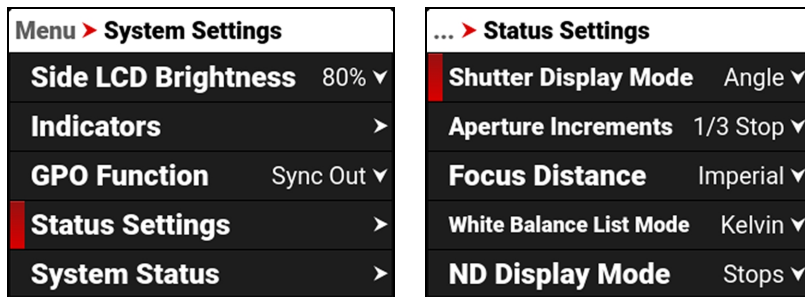 Menu > System Settings
Side LCD Brightness 80%
Indicators
GPO Function Sync Out
Status Settings
System Status
... > Status Settings
Shutter Display Mode Angle
Aperture Increments 1/3 Stop
Focus Distance Imperial
White Balance List Mode Kelvin
ND Display Mode Stops